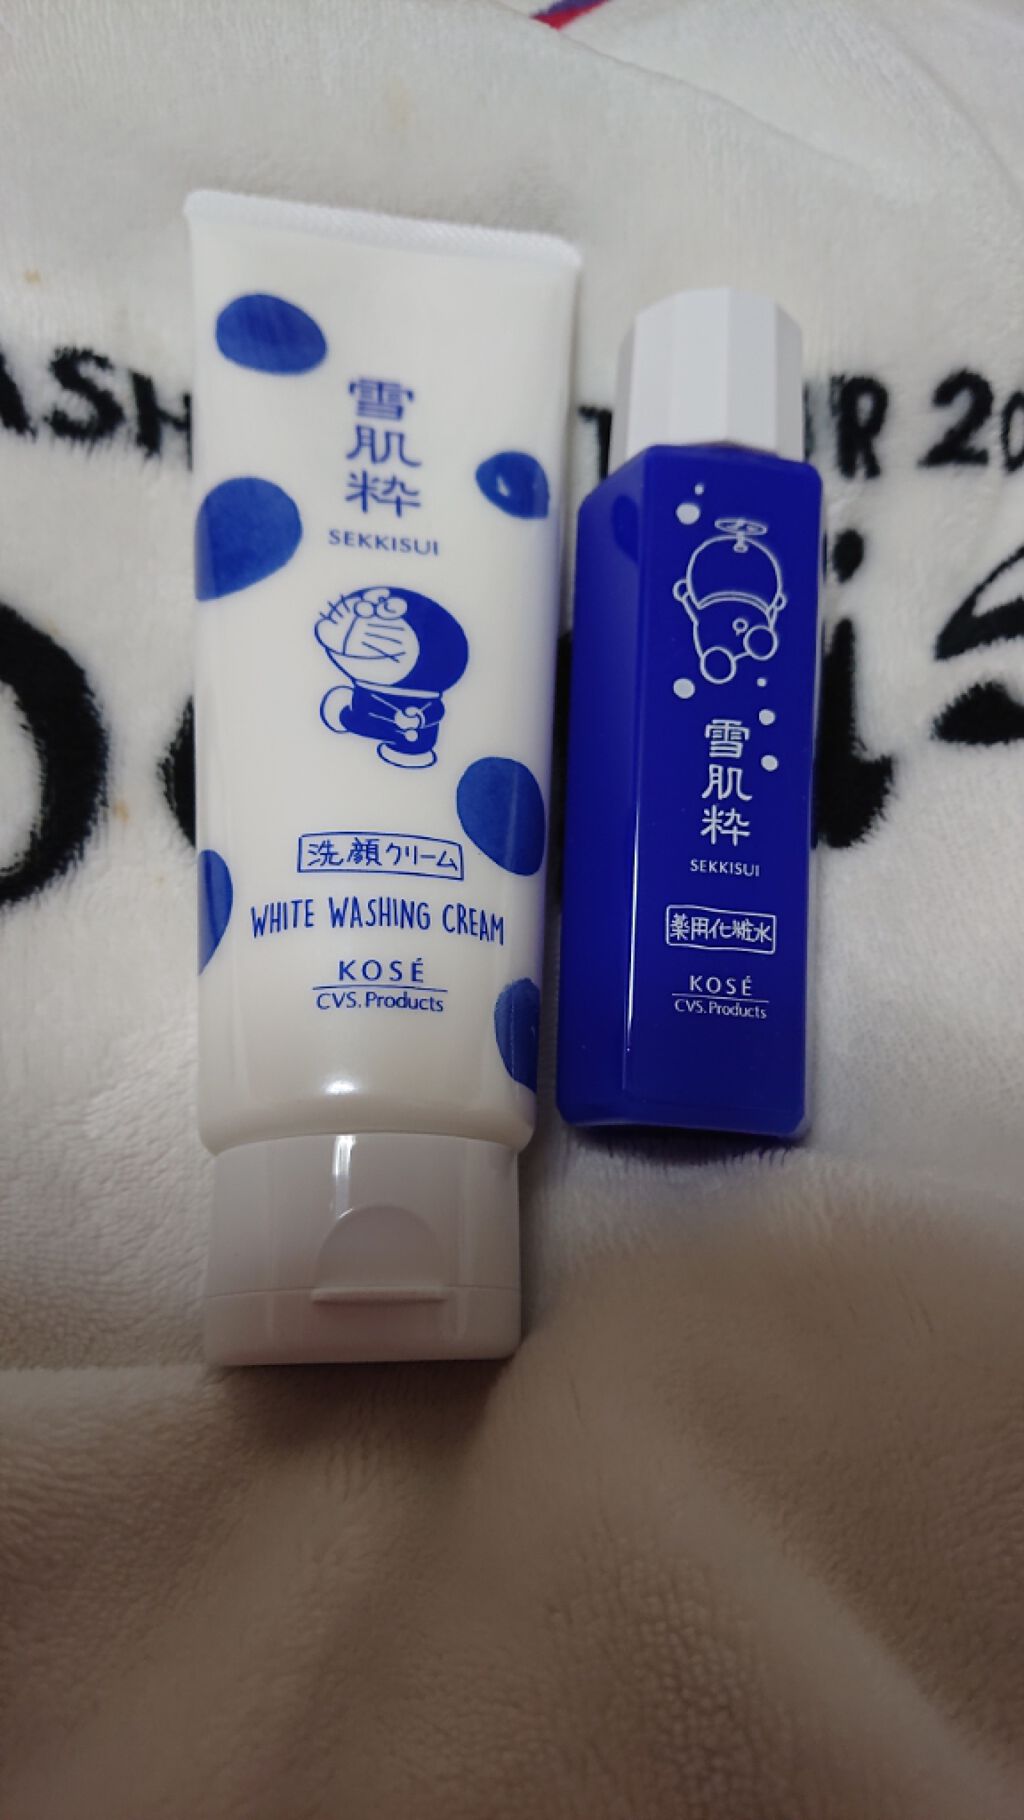 雪肌粋
SEKKISUI
洗顔クリーム
WHITE WASHING CREAM
KOSÉ
CVS. Products
雪肌粋
SEKKISUI
薬用化粧水
KOSÉ
CVS. Products